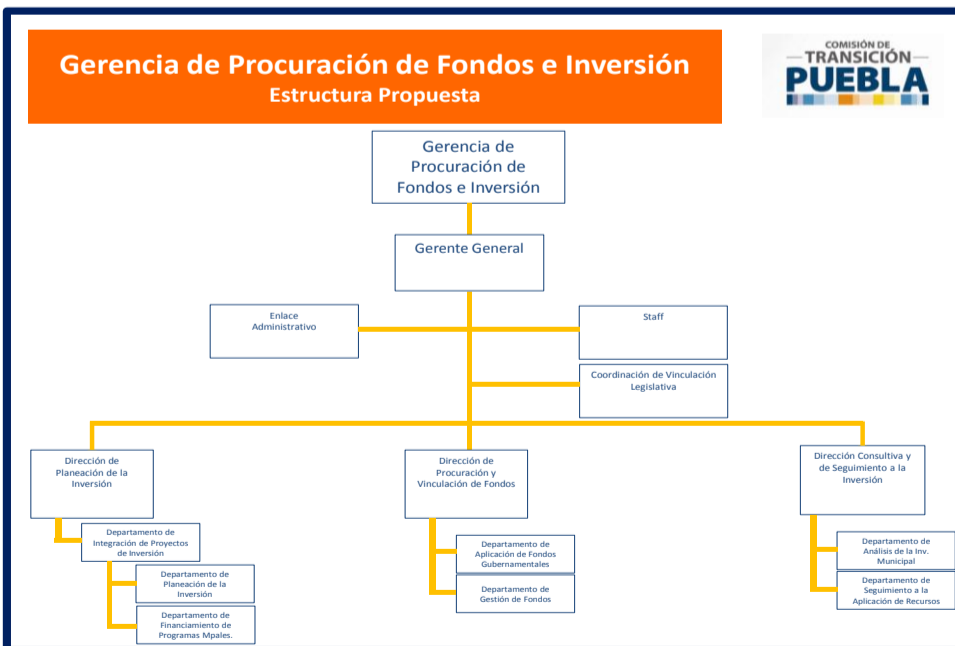 Gerencia de Procuración de Fondos e Inversión
Estructura Propuesta
COMISIÓN DE
TRANSICIÓN
PUEBLA
Gerencia de
Procuración de
Fondos e Inversión
Gerente General
Enlace
Administrativo
Staff
Coordinación de Vinculación
Legislativa
Dirección de
Planeación de la
Inversión
Departamento de
Integración de Proyectos
de Inversión
Departamento de
Planeación de la
Inversión
Departamento de
Financiamiento de
Programas Mpales.
Dirección de
Procuración y
Vinculación de Fondos
Departamento de
Aplicación de Fondos
Gubernamentales
Departamento de
Gestión de Fondos
Dirección Consultiva y
de Seguimiento a la
Inversión
Departamento de
Análisis de la Inv.
Municipal
Departamento de
Seguimiento a la
Aplicación de Recursos